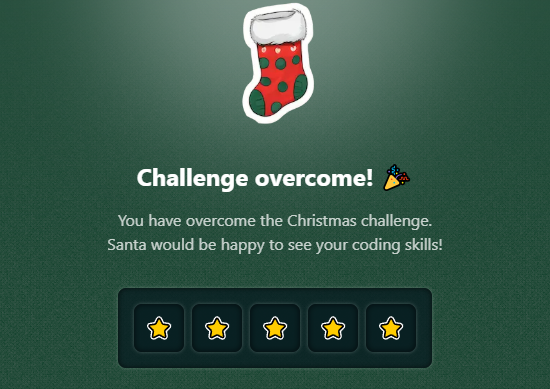 Challenge overcome! 🎉
You have overcome the Christmas challenge.
Santa would be happy to see your coding skills!